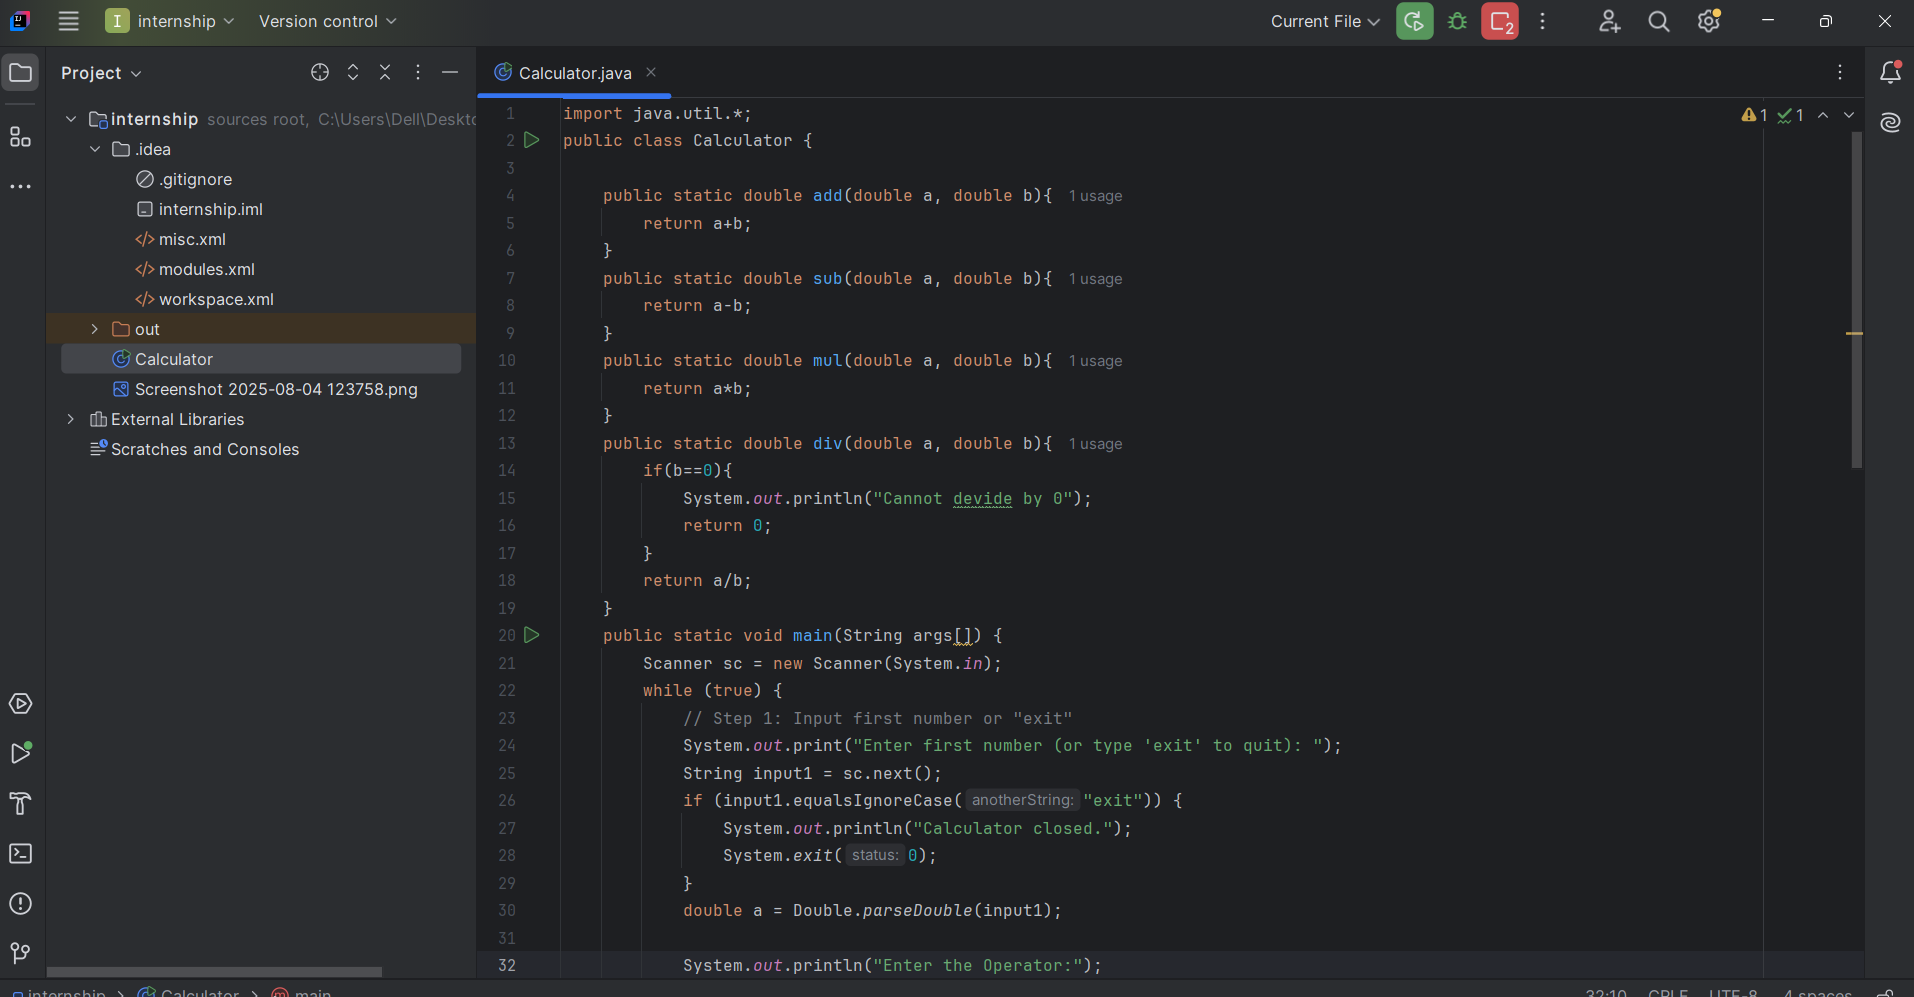 I internship Version control Current File 2
Project
internship sources root, C:\Users\Dell\Deskto
.idea
.gitignore
internship.iml
misc.xml
modules.xml
workspace.xml
out
Calculator
Screenshot 2025-08-04 123758.png
External Libraries
Scratches and Consoles
Calculator.java
1 1
1 import java.util.*;
2 public class Calculator {
3
4 public static double add(double a, double b){ 1 usage
5 return a+b;
6 }
7 public static double sub(double a, double b){ 1 usage
8 return a-b;
9 }
10 public static double mul(double a, double b){ 1 usage
11 return a*b;
12 }
13 public static double div(double a, double b){ 1 usage
14 if(b==0){
15 System.out.println("Cannot devide by 0");
16 return 0;
17 }
18 return a/b;
19 }
20 public static void main(String args[]) {
21 Scanner sc = new Scanner(System.in);
22 while (true) {
23 // Step 1: Input first number or "exit"
24 System.out.print("Enter first number (or type 'exit' to quit): ");
25 String input1 = sc.next();
26 if (input1.equalsIgnoreCase( anotherString: "exit")) {
27 System.out.println("Calculator closed.");
28 System.exit( status: 0);
29 }
30 double a = Double.parseDouble(input1);
31
32 System.out.println("Enter the Operator:");
internship > Calculator > main 32:10 CRLF UTF-8 4 spaces